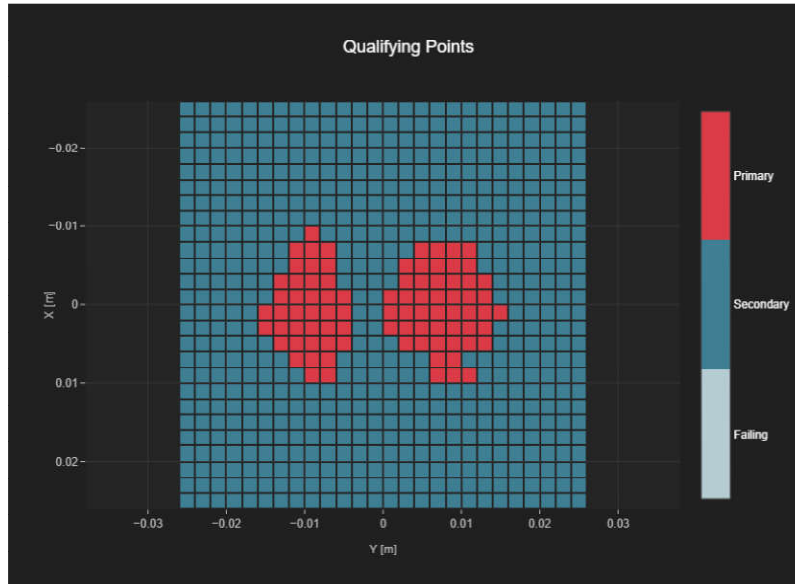 Qualifying Points
−0.02
−0.01
0
0.01
0.02
X [m]
−0.03 −0.02 −0.01 0 0.01 0.02 0.03
Y [m]
Primary
Secondary
Failing